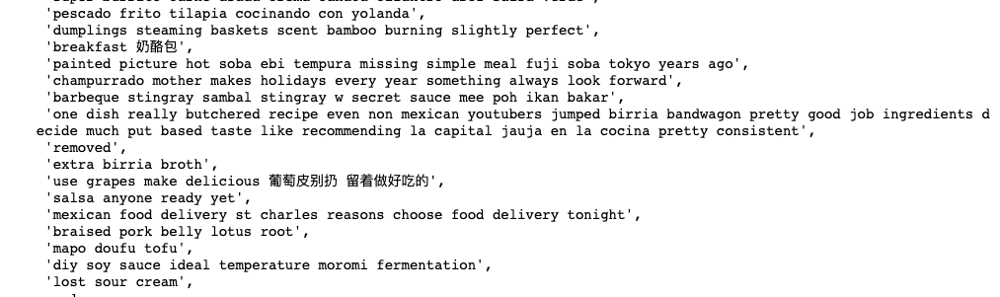 'pescado frito tilapia cocinando con yolanda',
'dumplings steaming baskets scent bamboo burning slightly perfect',
'breakfast 奶酪包',
'painted picture hot soba ebi tempura missing simple meal fuji soba tokyo years ago',
'champurrado mother makes holidays every year something always look forward',
'barbeque stingray sambal stingray w secret sauce mee poh ikan bakar',
'one dish really butchered recipe even non mexican youtubers jumped birria bandwagon pretty good job ingredients d
ecide much put based taste like recommending la capital jauja en la cocina pretty consistent',
'removed',
'extra birria broth',
'use grapes make delicious 葡萄皮别扔 留着做好吃的',
'salsa anyone ready yet',
'mexican food delivery st charles reasons choose food delivery tonight',
'braised pork belly lotus root',
'mapo doufu tofu',
'diy soy sauce ideal temperature moromi fermentation',
'lost sour cream',